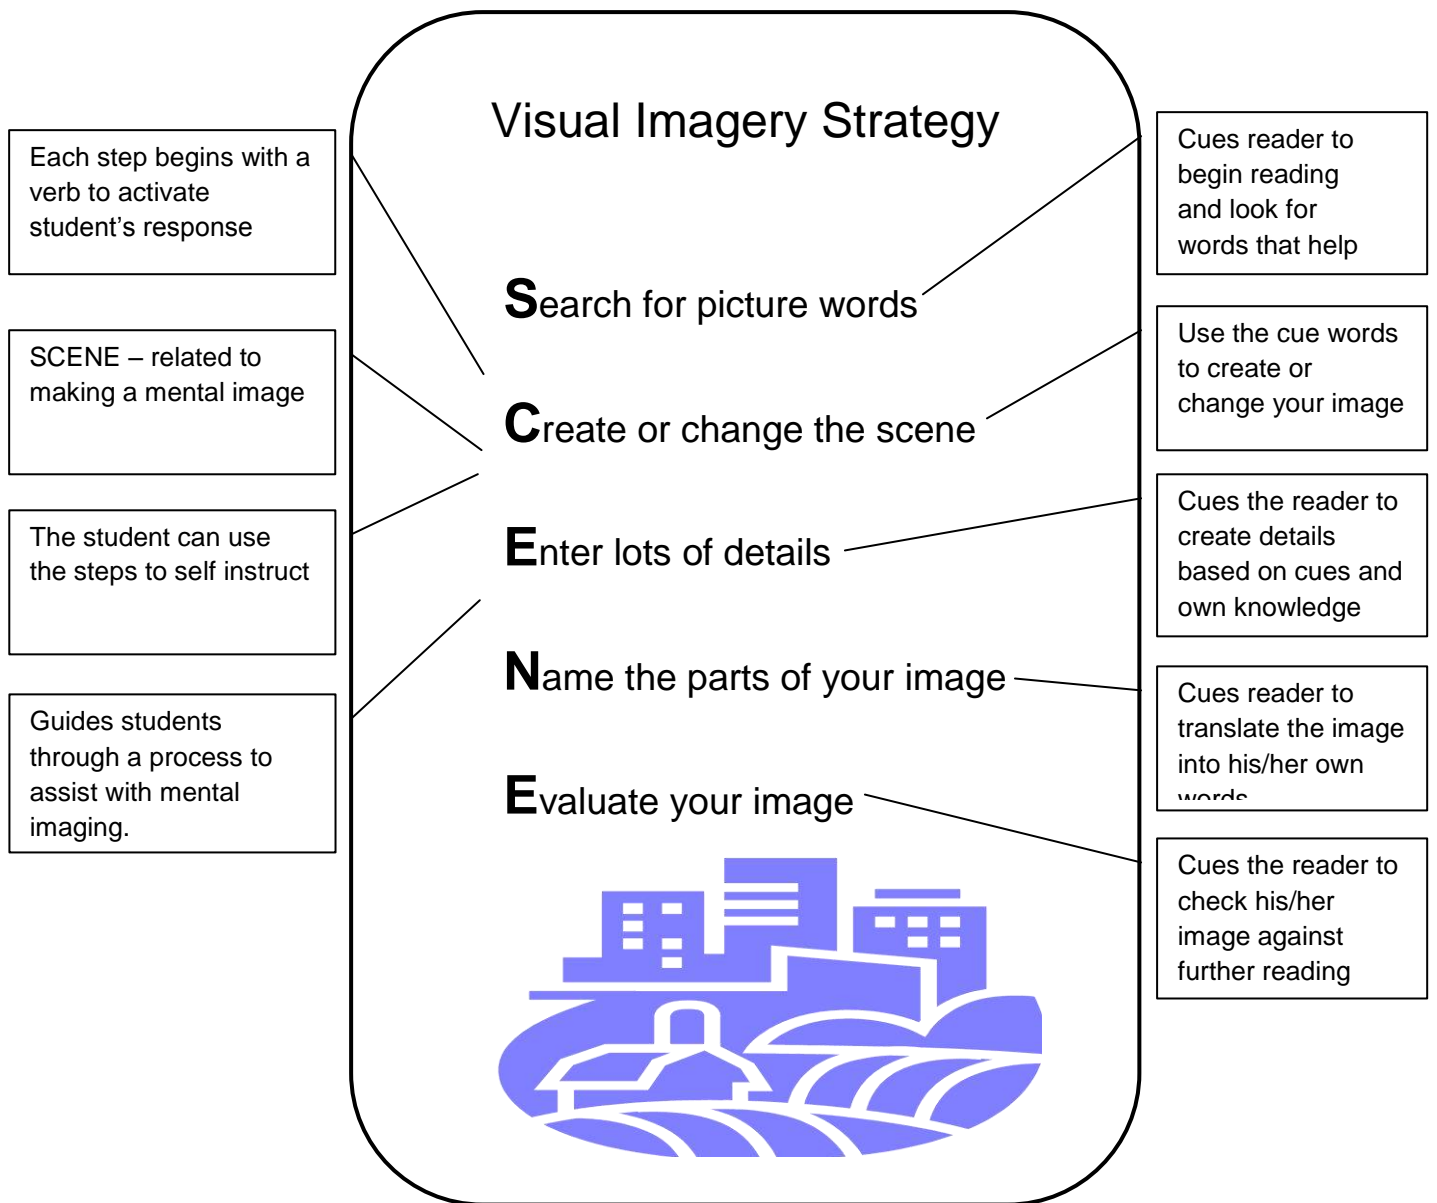 Visual Imagery Strategy
Each step begins with a
verb to activate
student’s response
SCENE – related to
making a mental image
The student can use
the steps to self instruct
Guides students
through a process to
assist with mental
imaging.
Search for picture words
Create or change the scene
Enter lots of details
Name the parts of your image
Evaluate your image
Cues reader to
begin reading
and look for
words that help
Use the cue words
to create or
change your image
Cues the reader to
create details
based on cues and
own knowledge
Cues reader to
translate the image
into his/her own
words
Cues the reader to
check his/her
image against
further reading